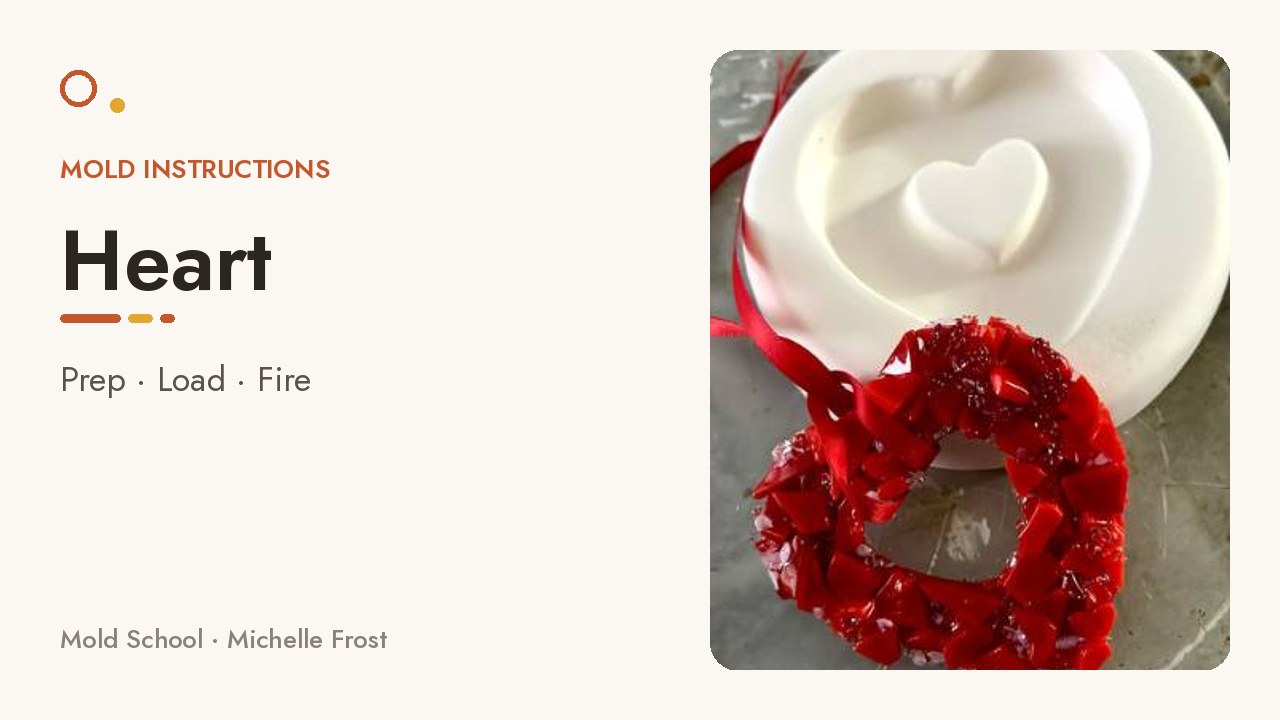 MOLD INSTRUCTIONS
Heart
Prep · Load · Fire
Mold School · Michelle Frost